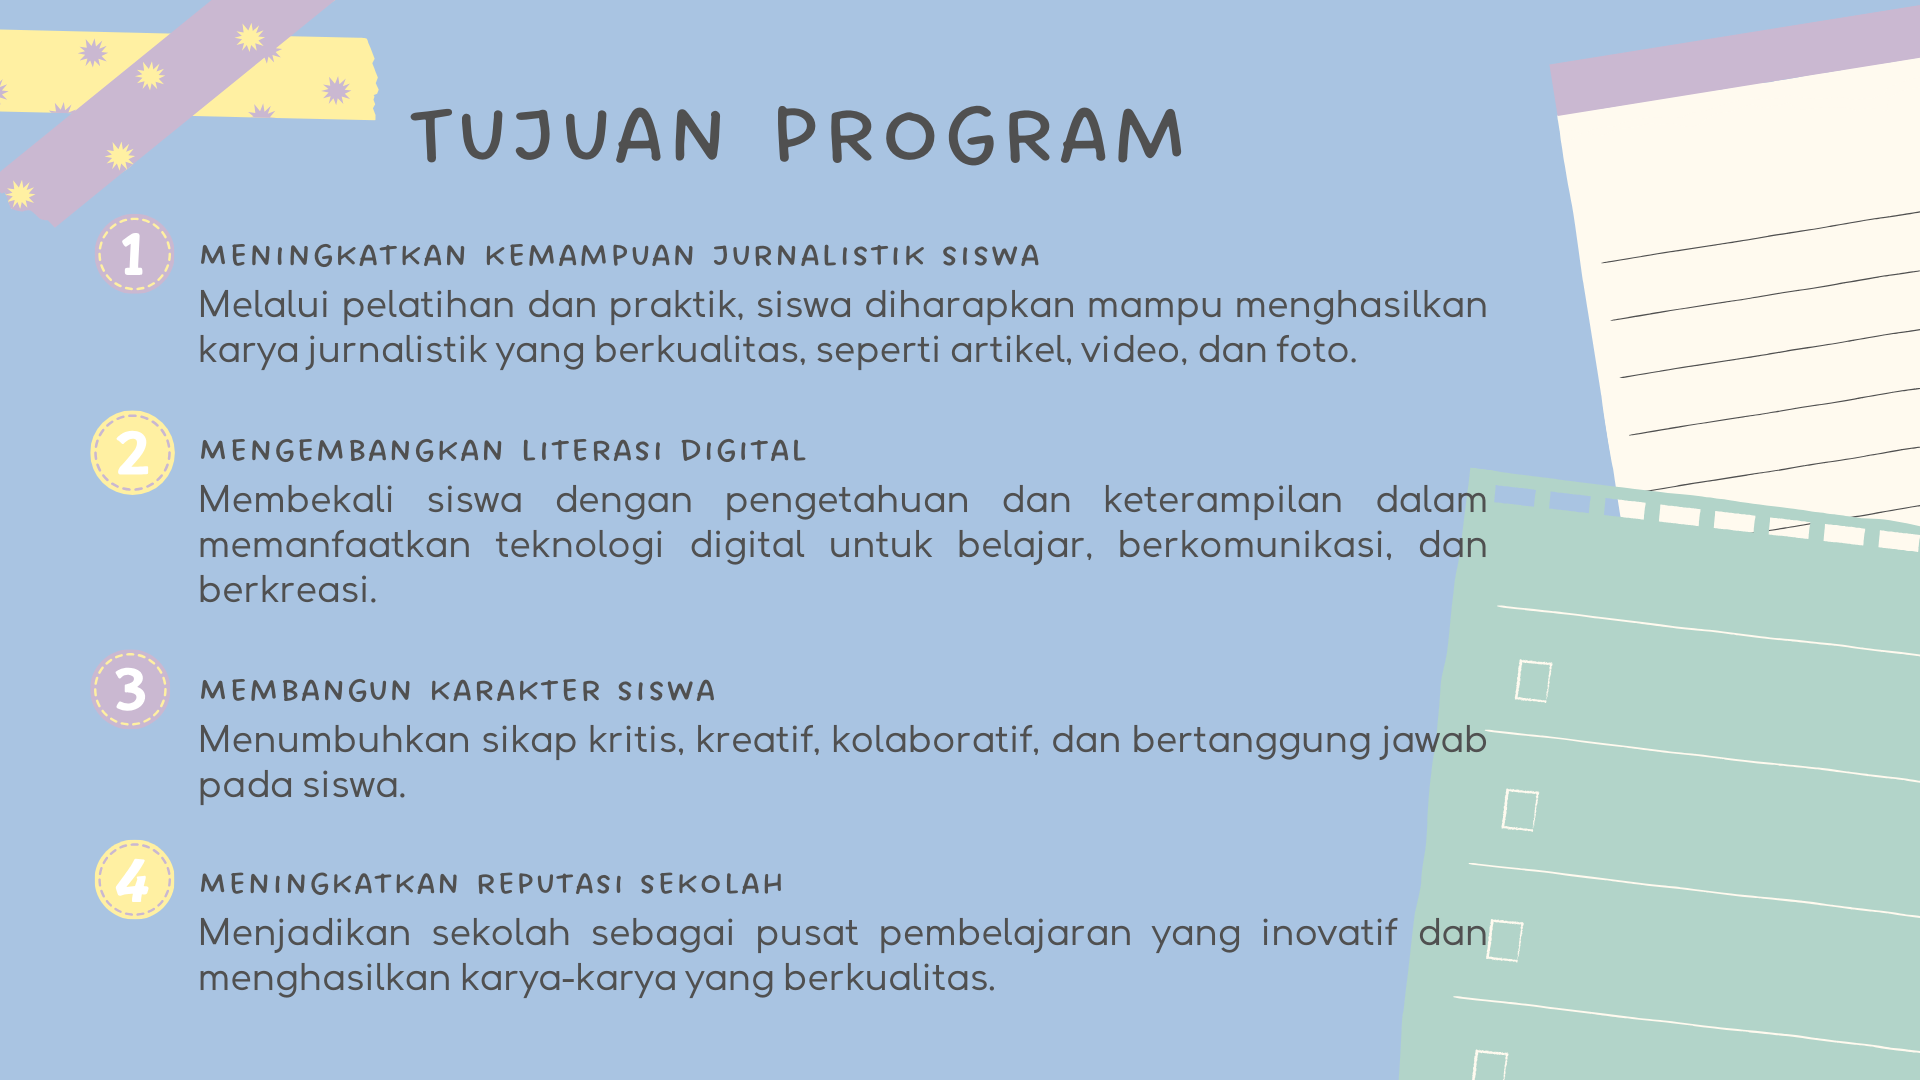 TUJUAN PROGRAM
1
MENINGKATKAN KEMAMPUAN JURNALISTIK SISWA
Melalui pelatihan dan praktik, siswa diharapkan mampu menghasilkan
karya jurnalistik yang berkualitas, seperti artikel, video, dan foto.
2
MENGEMBANGKAN LITERASI DIGITAL
Membekali siswa dengan pengetahuan dan keterampilan dalam
memanfaatkan teknologi digital untuk belajar, berkomunikasi, dan
berkreasi.
3
MEMBANGUN KARAKTER SISWA
Menumbuhkan sikap kritis, kreatif, kolaboratif, dan bertanggung jawab
pada siswa.
4
MENINGKATKAN REPUTASI SEKOLAH
Menjadikan sekolah sebagai pusat pembelajaran yang inovatif dan
menghasilkan karya-karya yang berkualitas.